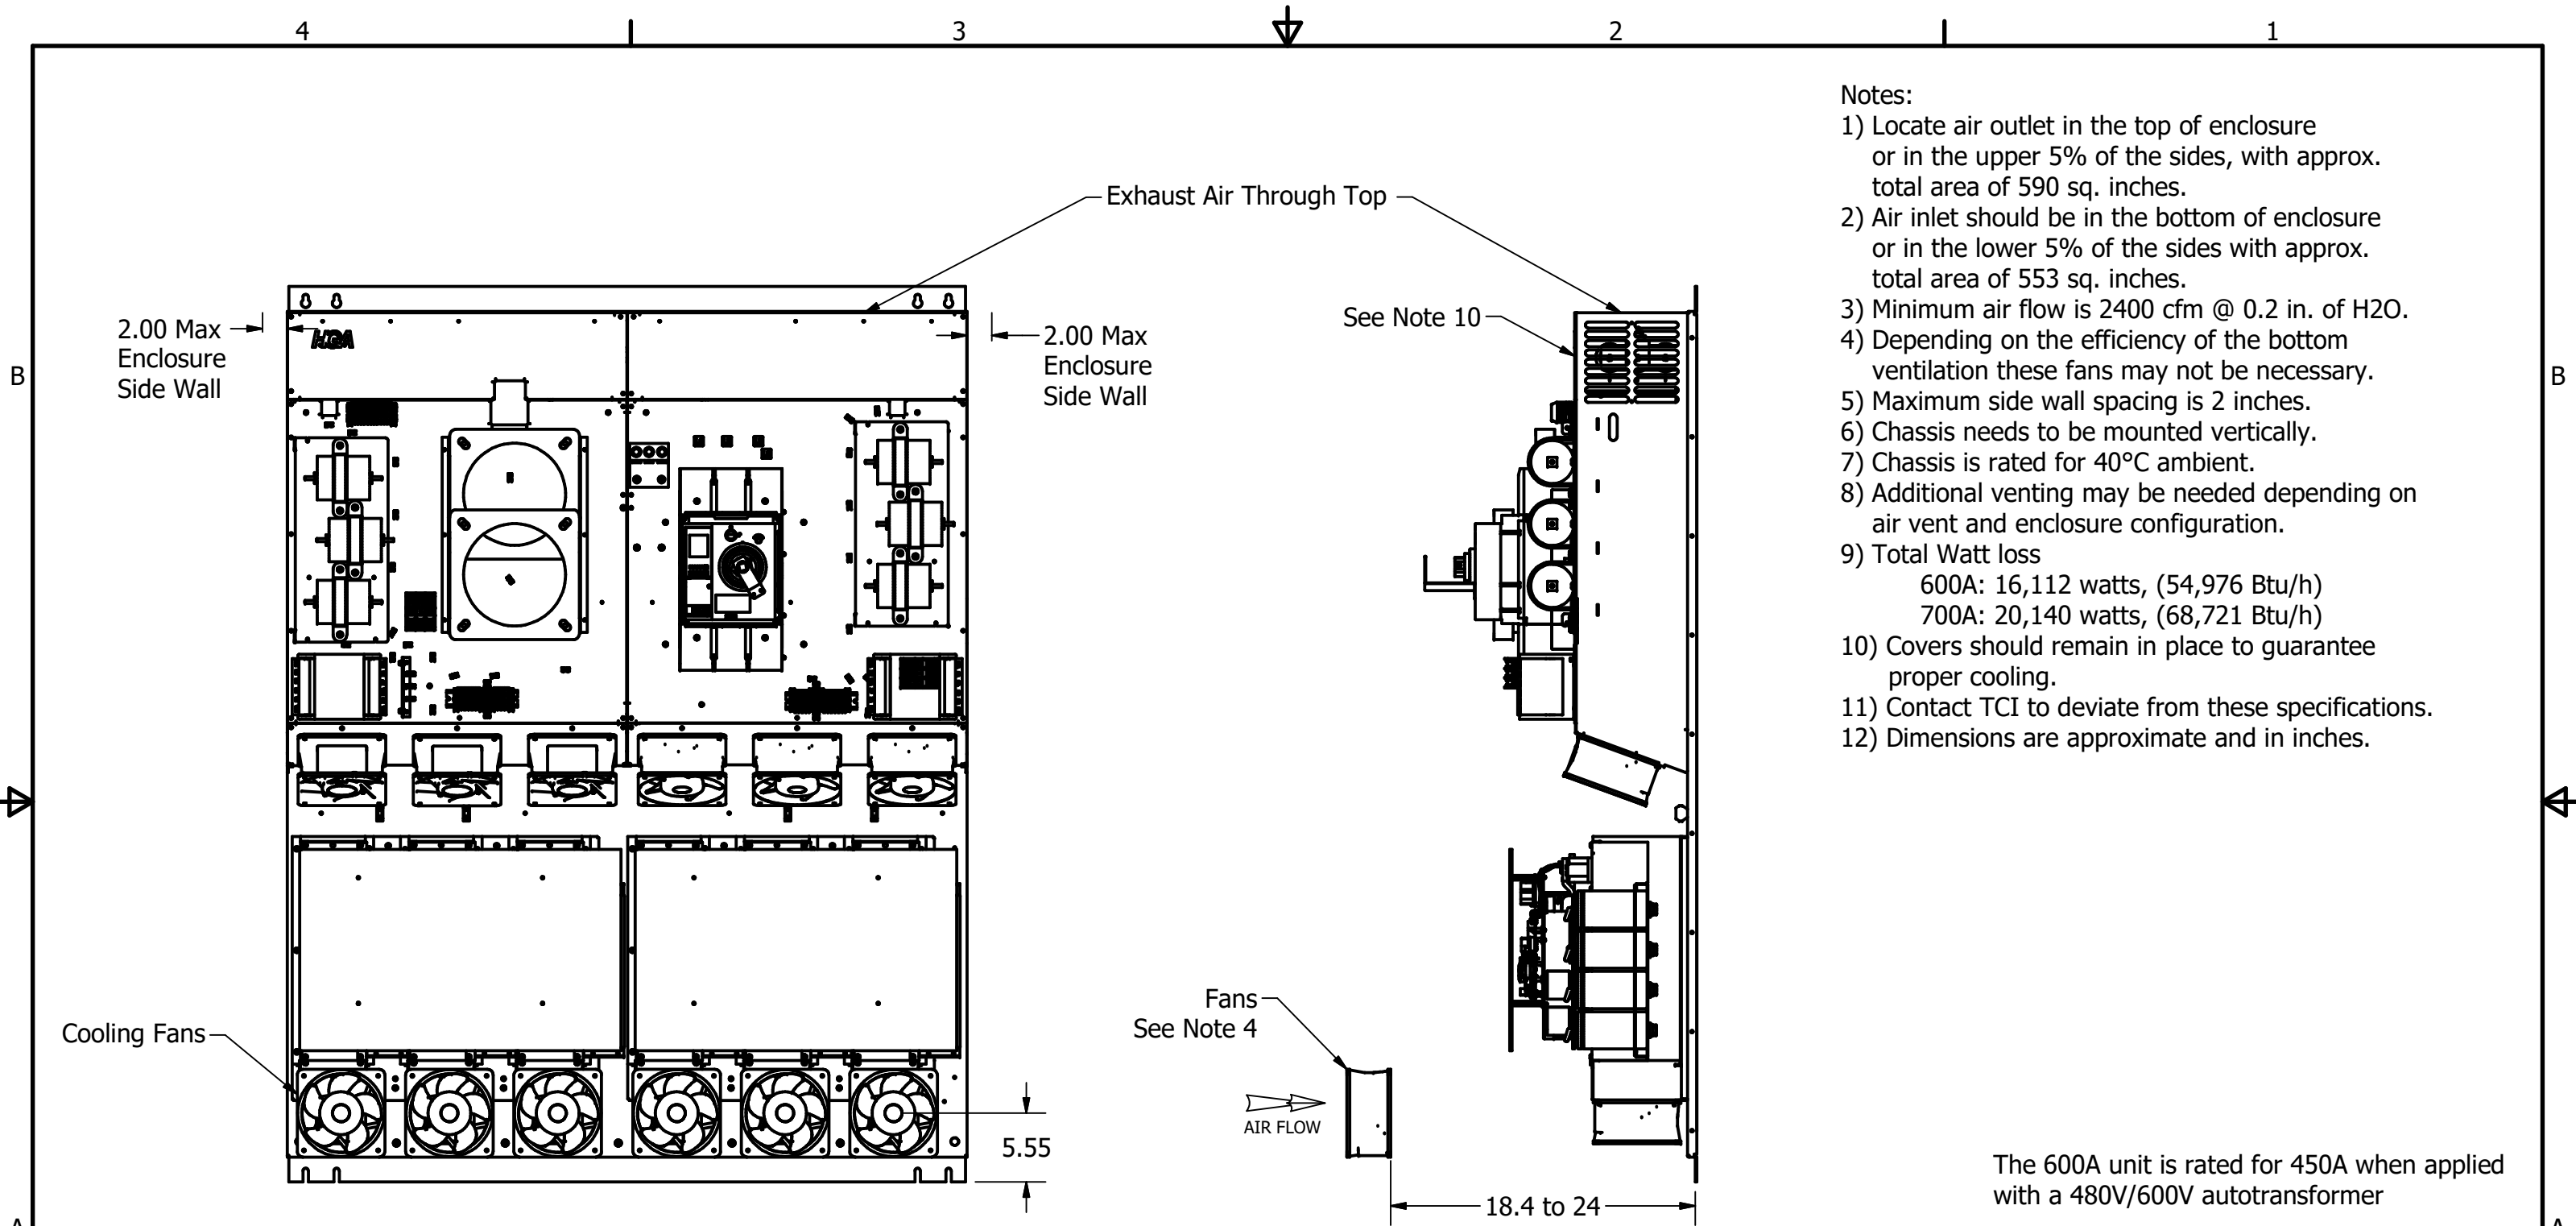 4
3
2
1
Notes:
1) Locate air outlet in the top of enclosure
or in the upper 5% of the sides, with approx.
total area of 590 sq. inches.
2) Air inlet should be in the bottom of enclosure
or in the lower 5% of the sides with approx.
total area of 553 sq. inches.
3) Minimum air flow is 2400 cfm @ 0.2 in. of H2O.
4) Depending on the efficiency of the bottom
ventilation these fans may not be necessary.
5) Maximum side wall spacing is 2 inches.
6) Chassis needs to be mounted vertically.
7) Chassis is rated for 40°C ambient.
8) Additional venting may be needed depending on
air vent and enclosure configuration.
9) Total Watt loss
600A: 16,112 watts, (54,976 Btu/h)
700A: 20,140 watts, (68,721 Btu/h)
10) Covers should remain in place to guarantee
proper cooling.
11) Contact TCI to deviate from these specifications.
12) Dimensions are approximate and in inches.
Exhaust Air Through Top
2.00 Max
Enclosure
Side Wall
HGA
2.00 Max
Enclosure
Side Wall
See Note 10
B
B
Cooling Fans
Fans
See Note 4
AIR FLOW
5.55
18.4 to 24
The 600A unit is rated for 450A when applied
with a 480V/600V autotransformer
A
A